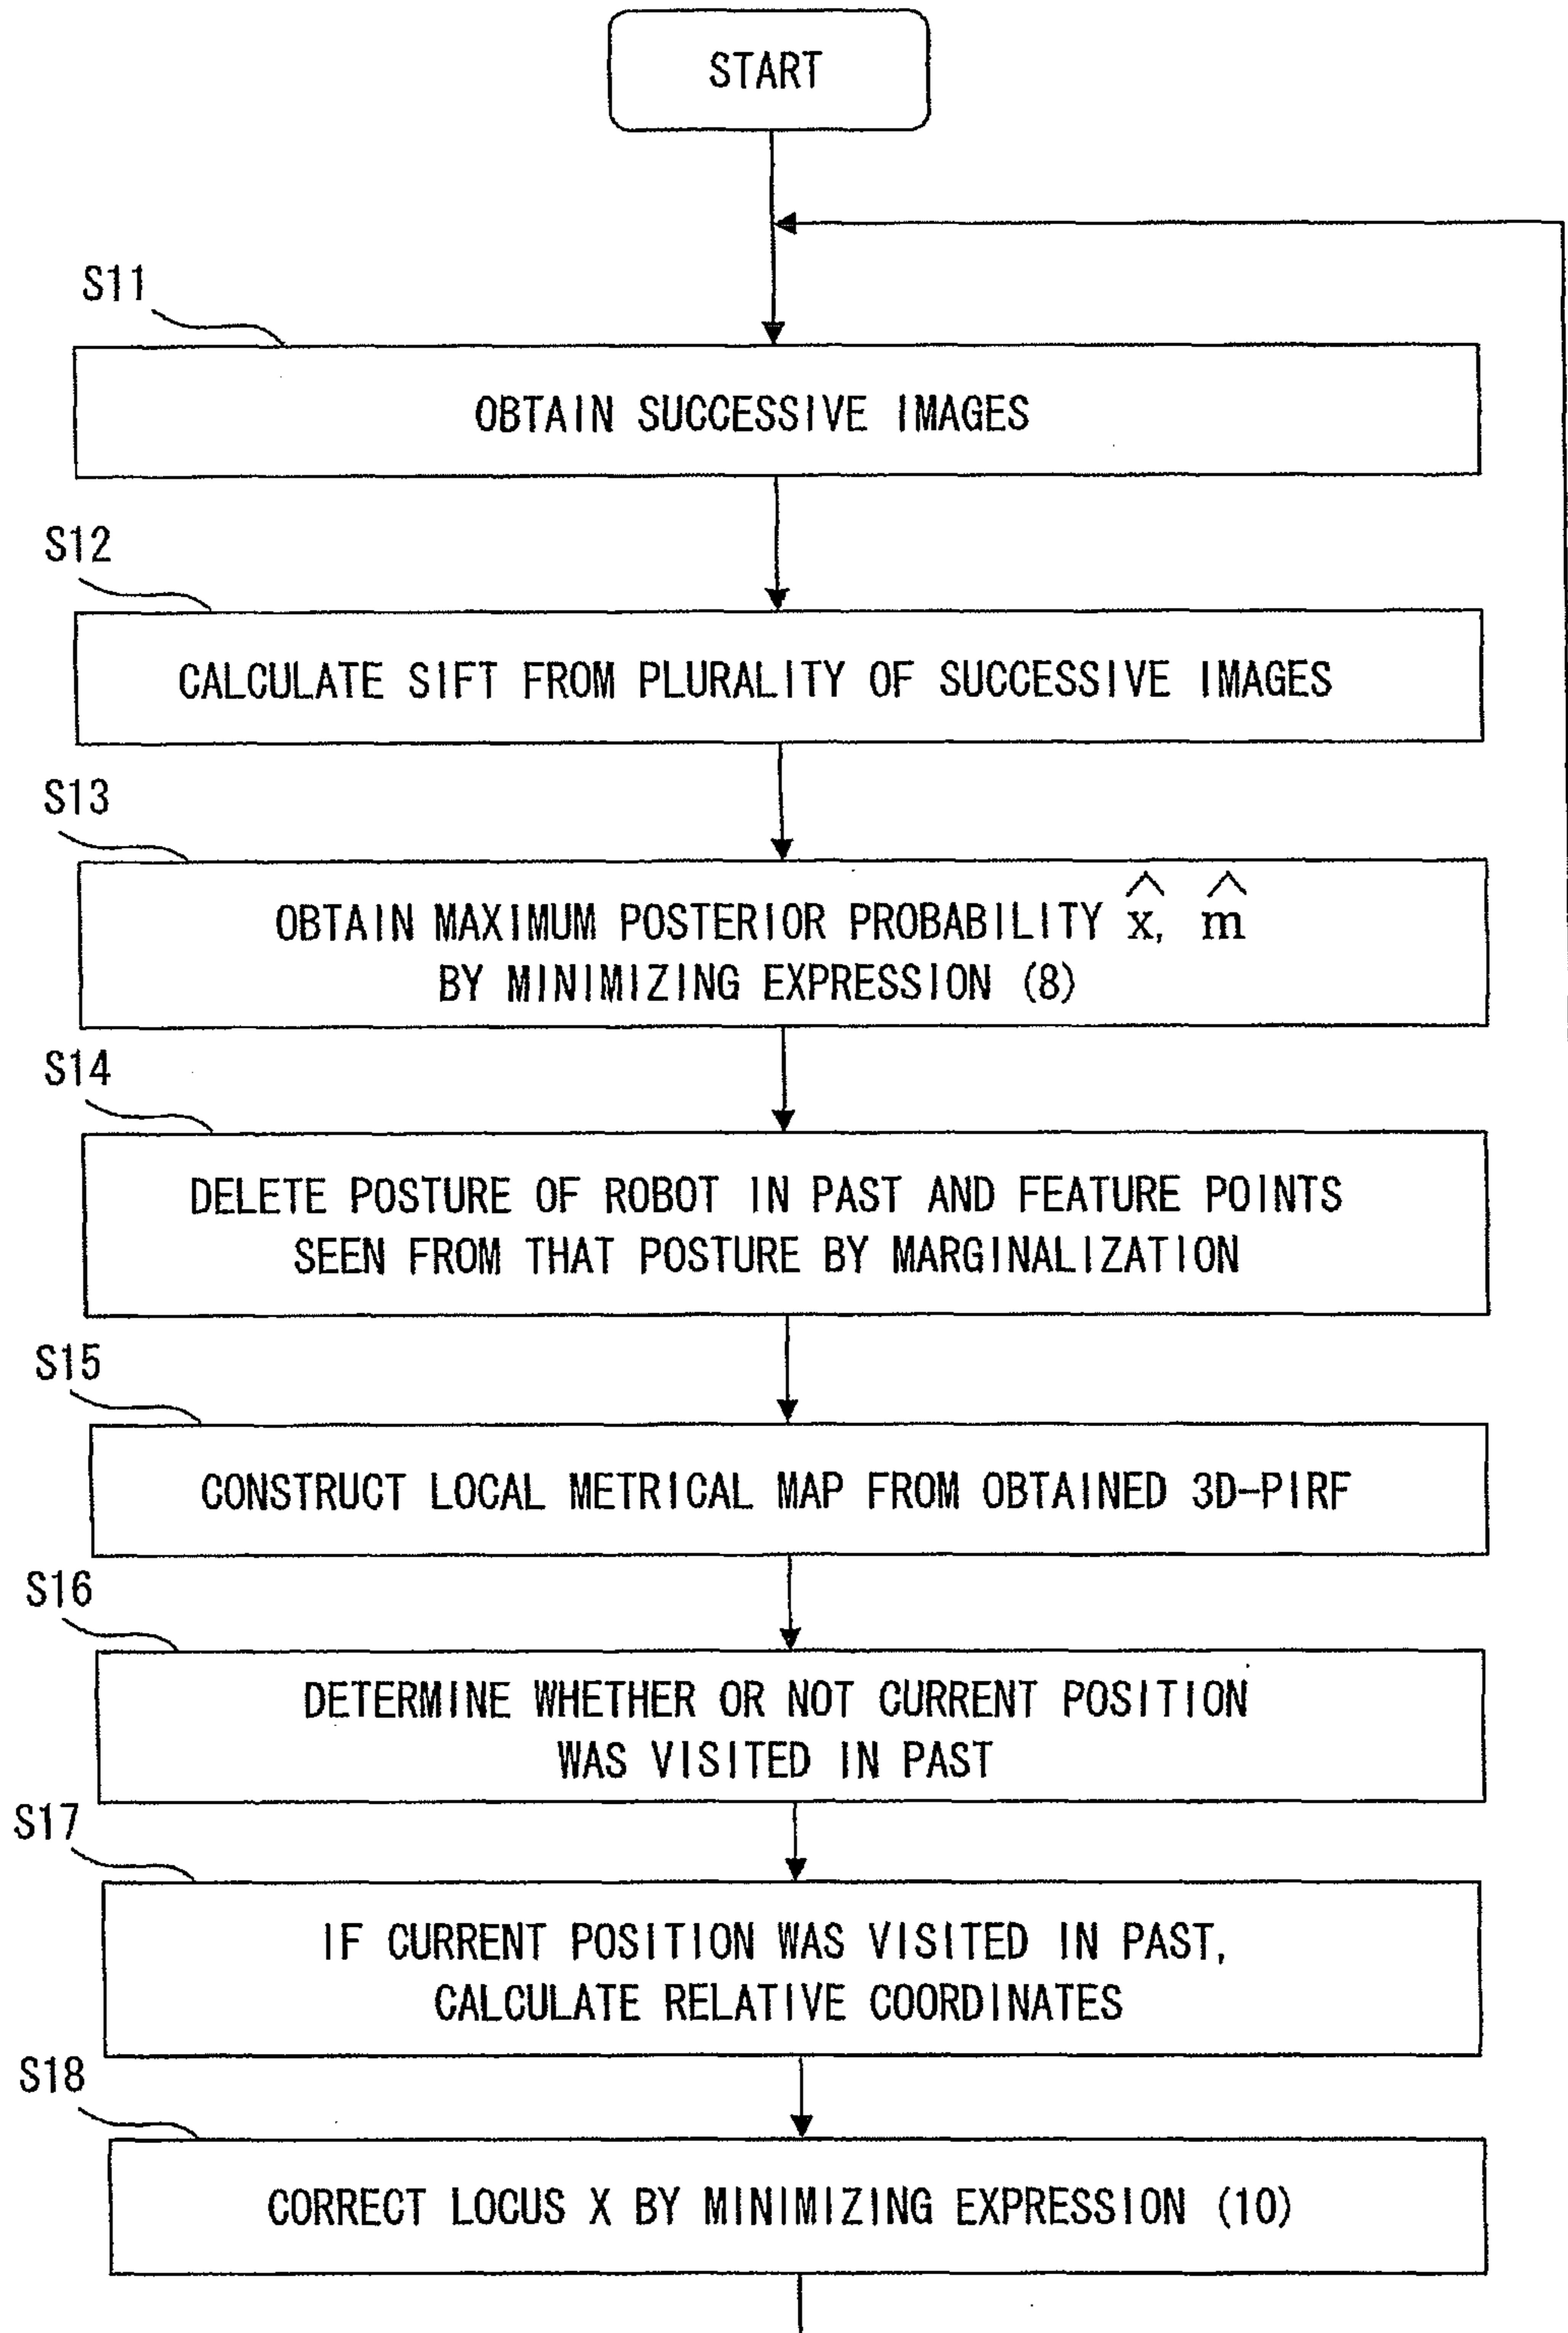 START
S11
OBTAIN SUCCESSIVE IMAGES
S12
CALCULATE SIFT FROM PLURALITY OF SUCCESSIVE IMAGES
S13
OBTAIN MAXIMUM POSTERIOR PROBABILITY x̂, m̂
BY MINIMIZING EXPRESSION (8)
S14
DELETE POSTURE OF ROBOT IN PAST AND FEATURE POINTS
SEEN FROM THAT POSTURE BY MARGINALIZATION
S15
CONSTRUCT LOCAL METRICAL MAP FROM OBTAINED 3D-PIRF
S16
DETERMINE WHETHER OR NOT CURRENT POSITION
WAS VISITED IN PAST
S17
IF CURRENT POSITION WAS VISITED IN PAST,
CALCULATE RELATIVE COORDINATES
S18
CORRECT LOCUS X BY MINIMIZING EXPRESSION (10)